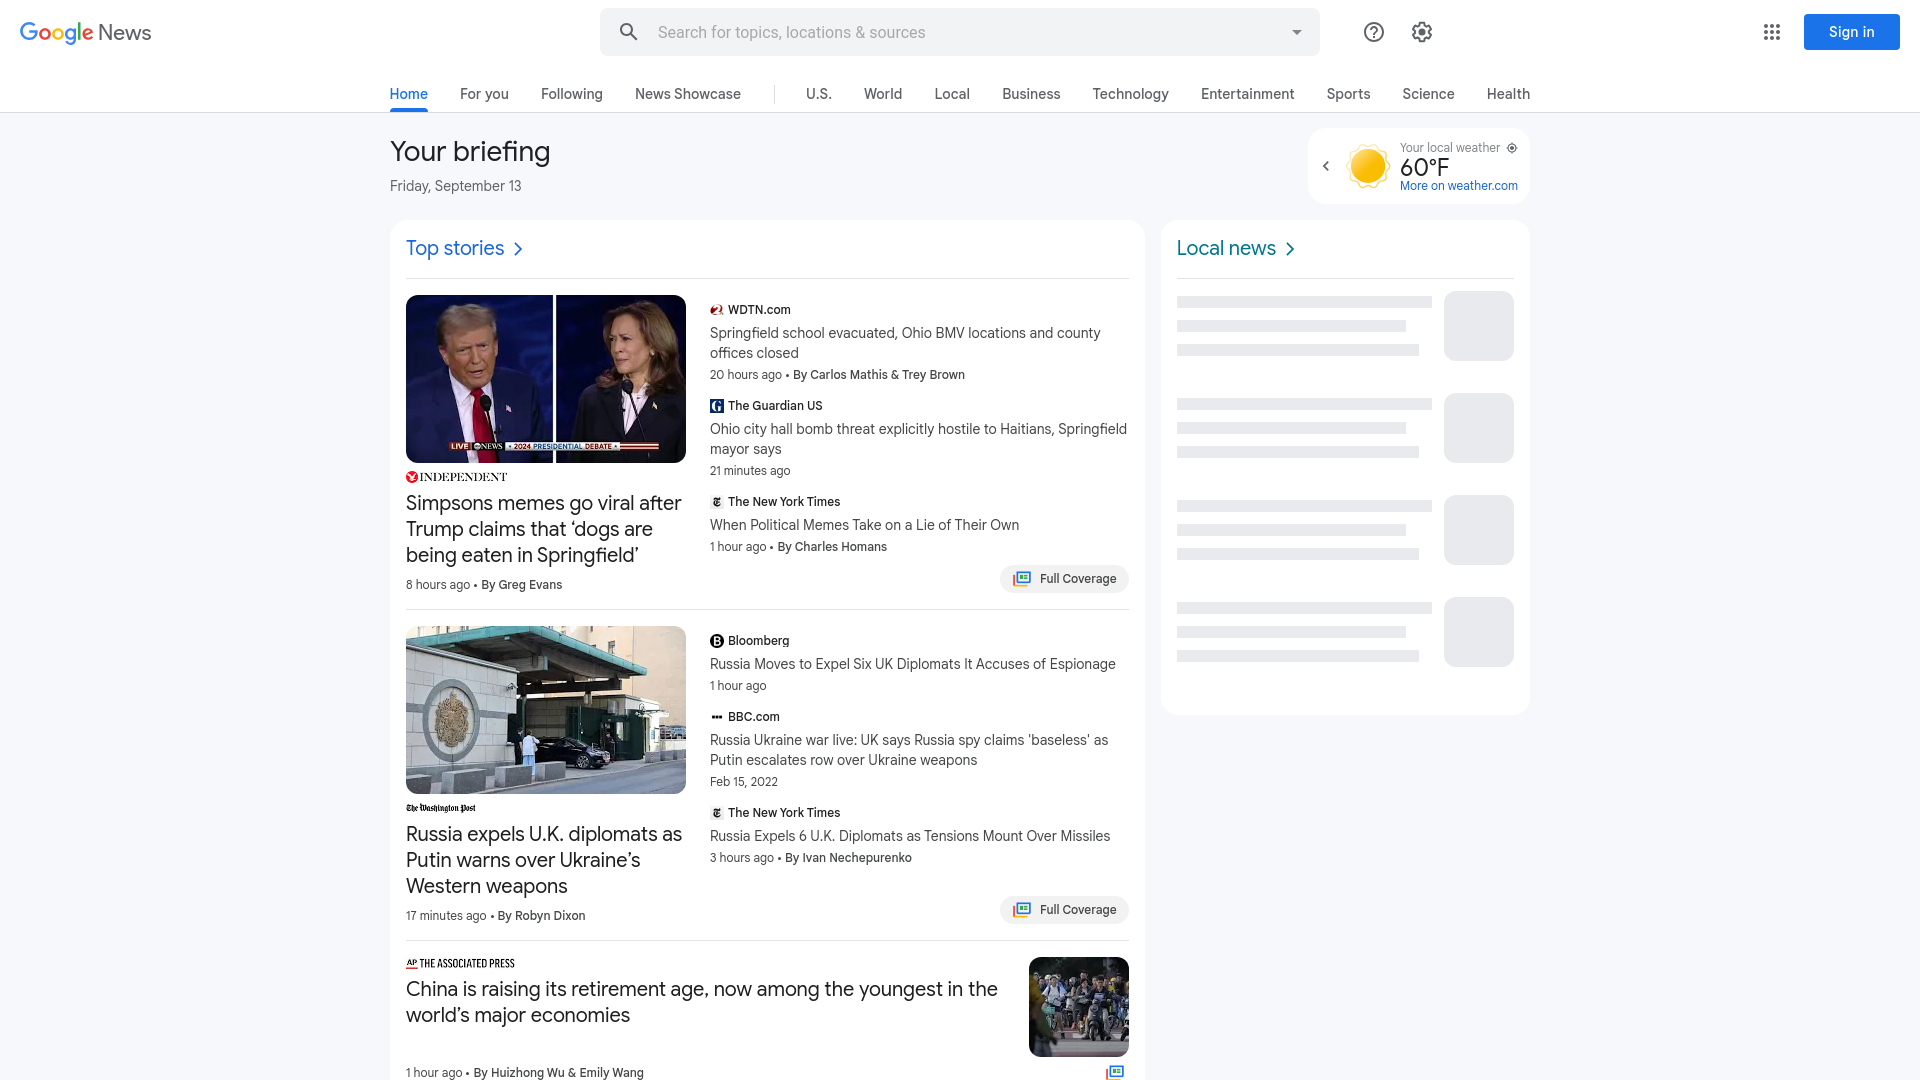 Google News
Search for topics, locations & sources
Sign in
Home
For you
Following
News Showcase
U.S.
World
Local
Business
Technology
Entertainment
Sports
Science
Health
Your briefing
Friday, September 13
Your local weather
60°F
More on weather.com
Top stories
LIVE abc NEWS • 2024 PRESIDENTIAL DEBATE •
INDEPENDENT
Simpsons memes go viral after
Trump claims that ‘dogs are
being eaten in Springfield’
8 hours ago • By Greg Evans
WDTN.com
Springfield school evacuated, Ohio BMV locations and county
offices closed
20 hours ago • By Carlos Mathis & Trey Brown
The Guardian US
Ohio city hall bomb threat explicitly hostile to Haitians, Springfield
mayor says
21 minutes ago
The New York Times
When Political Memes Take on a Lie of Their Own
1 hour ago • By Charles Homans
Full Coverage
The Washington Post
Russia expels U.K. diplomats as
Putin warns over Ukraine’s
Western weapons
17 minutes ago • By Robyn Dixon
Bloomberg
Russia Moves to Expel Six UK Diplomats It Accuses of Espionage
1 hour ago
BBC.com
Russia Ukraine war live: UK says Russia spy claims 'baseless' as
Putin escalates row over Ukraine weapons
Feb 15, 2022
The New York Times
Russia Expels 6 U.K. Diplomats as Tensions Mount Over Missiles
3 hours ago • By Ivan Nechepurenko
Full Coverage
AP THE ASSOCIATED PRESS
China is raising its retirement age, now among the youngest in the
world’s major economies
1 hour ago • By Huizhong Wu & Emily Wang
Local news